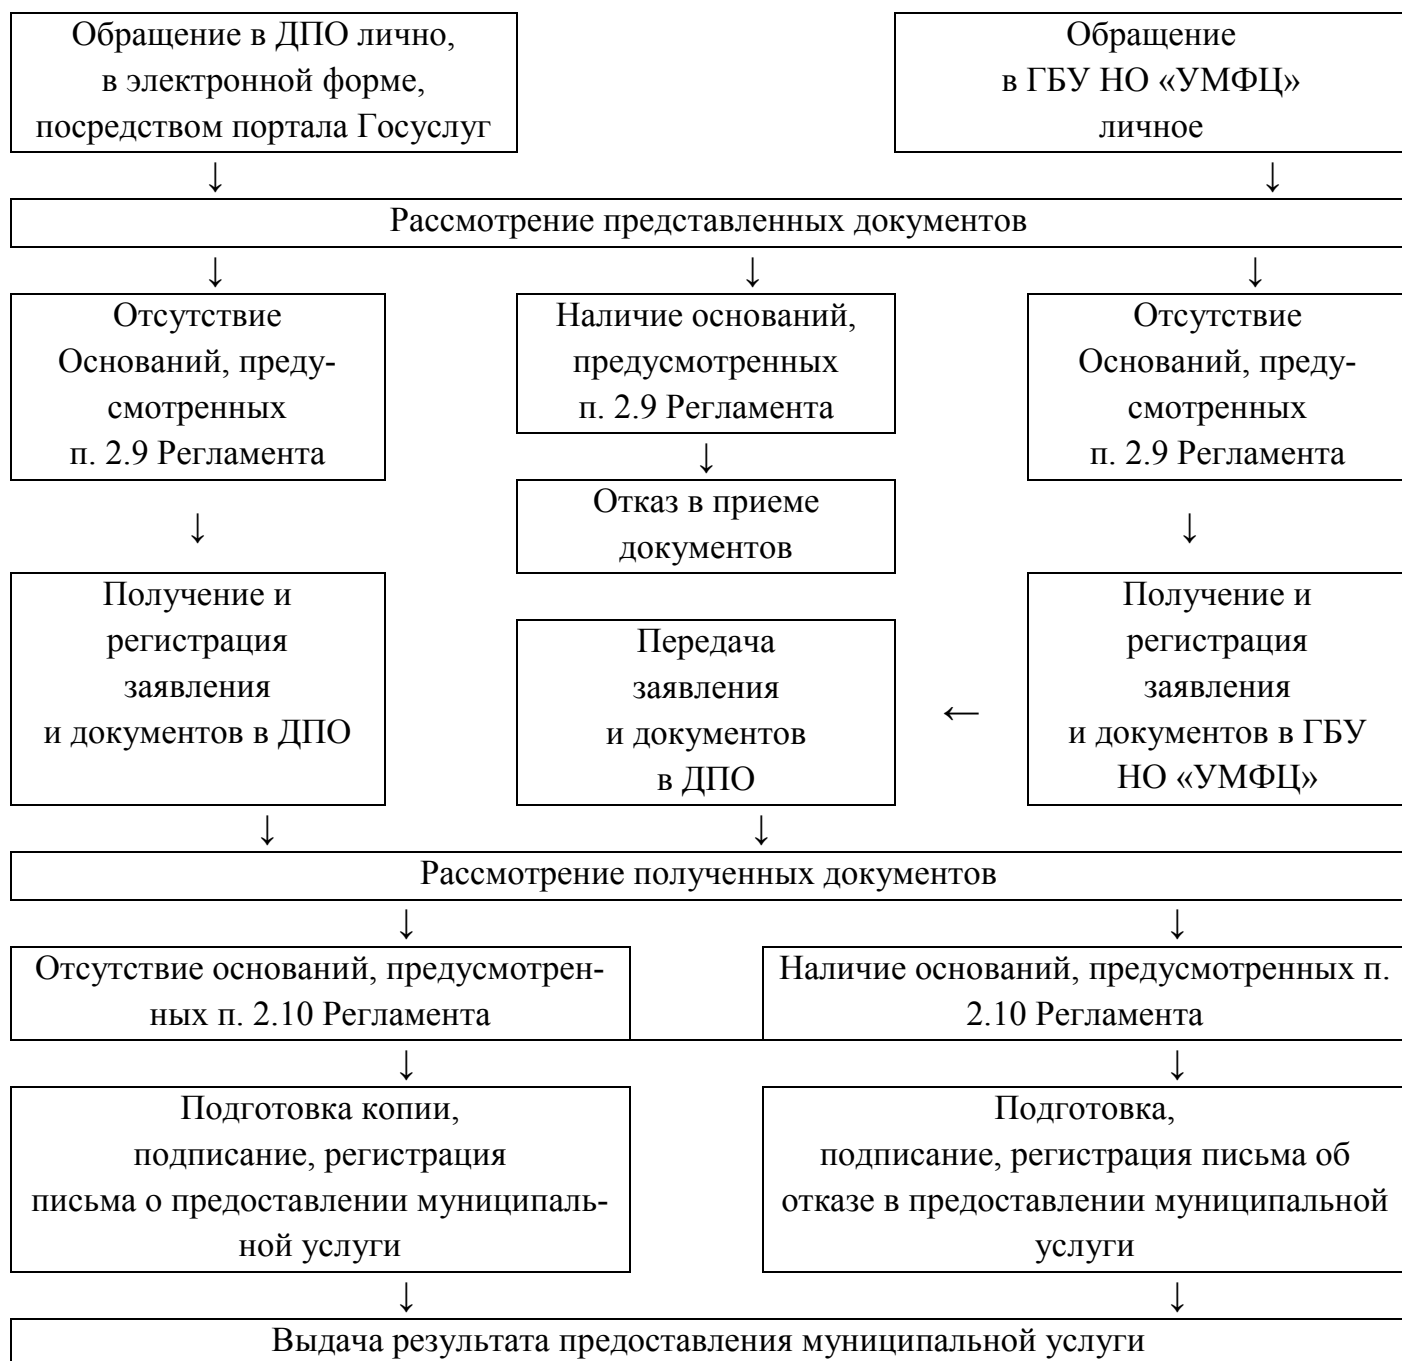 Обращение в ДПО лично,
в электронной форме,
посредством портала Госуслуг
Обращение
в ГБУ НО «УМФЦ»
личное
↓
↓
Рассмотрение представленных документов
↓
↓
↓
Отсутствие
Оснований, преду-
смотренных
п. 2.9 Регламента
Наличие оснований,
предусмотренных
п. 2.9 Регламента
Отсутствие
Оснований, преду-
смотренных
п. 2.9 Регламента
↓
Отказ в приеме
документов
↓
↓
Получение и
регистрация
заявления
и документов в ДПО
Передача
заявления
и документов
в ДПО
←
Получение и
регистрация
заявления
и документов в ГБУ
НО «УМФЦ»
↓
↓
Рассмотрение полученных документов
↓
↓
Отсутствие оснований, предусмотрен-
ных п. 2.10 Регламента
Наличие оснований, предусмотренных п.
2.10 Регламента
↓
↓
Подготовка копии,
подписание, регистрация
письма о предоставлении муниципаль-
ной услуги
Подготовка,
подписание, регистрация письма об
отказе в предоставлении муниципальной
услуги
↓
↓
Выдача результата предоставления муниципальной услуги